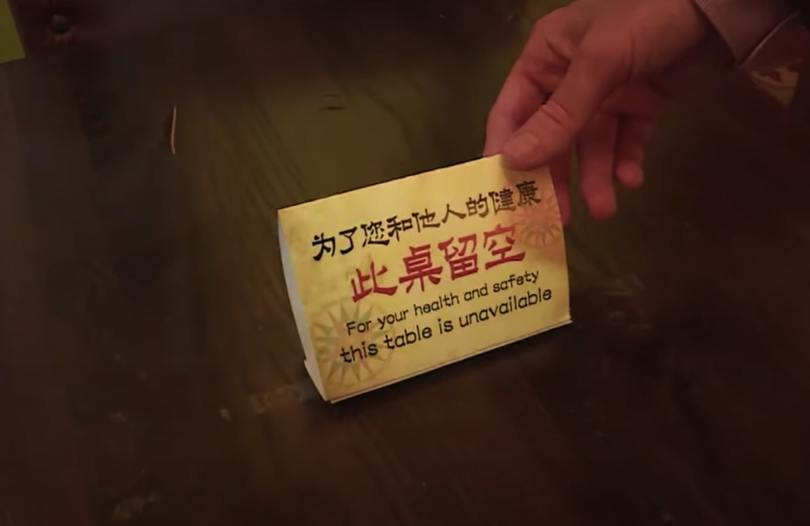 为了您和他人的健康
此桌留空
For your health and safety
this table is unavailable